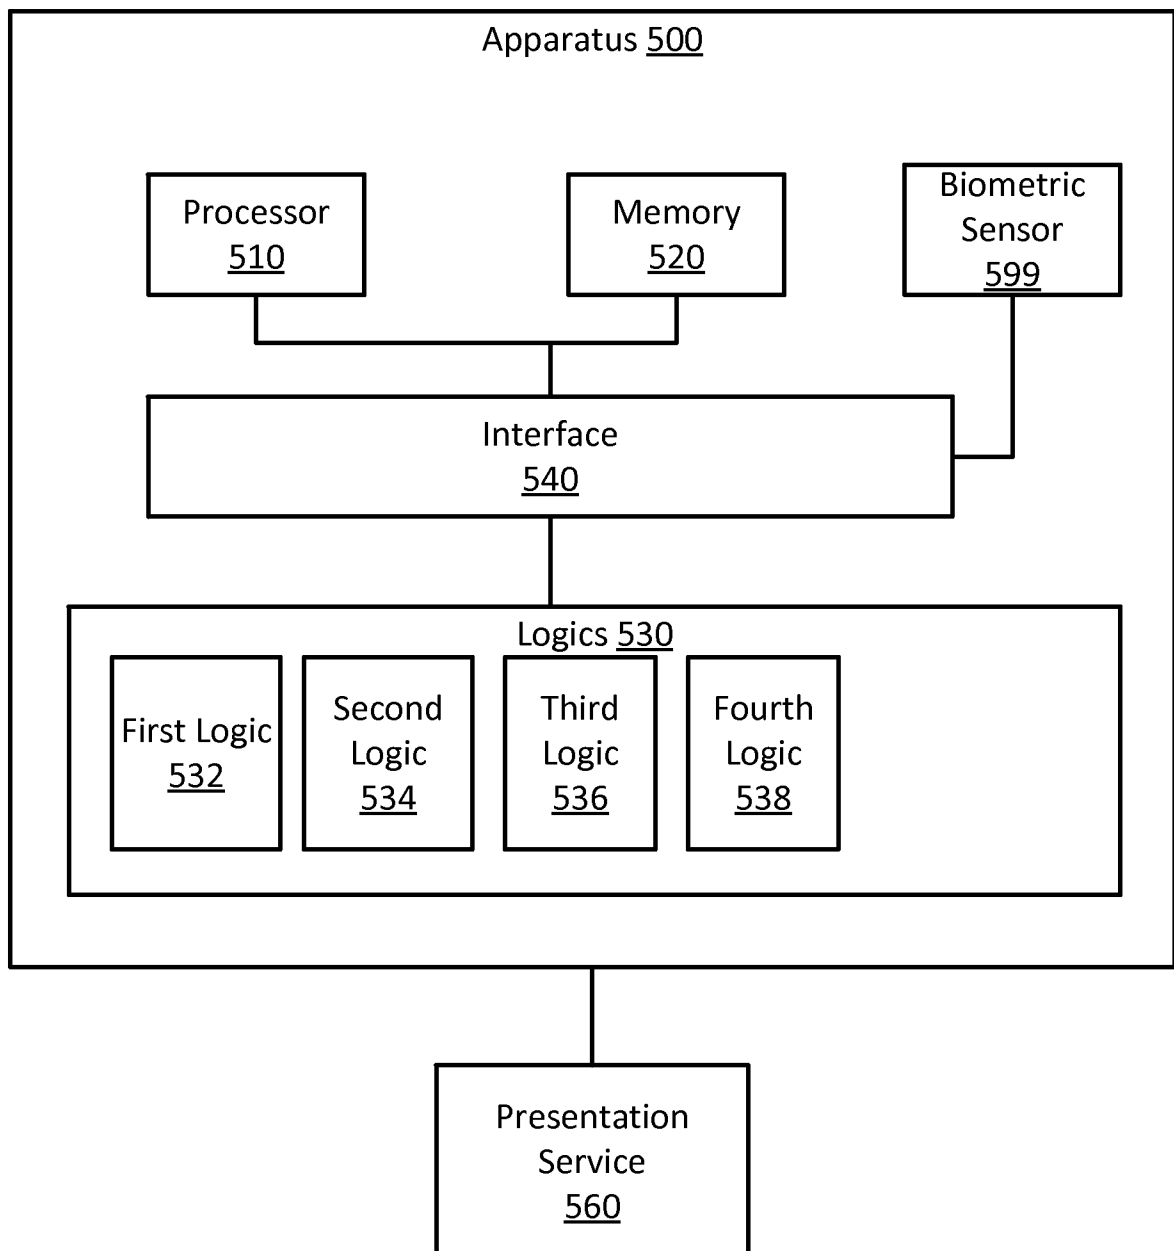 Apparatus 500
Processor
510
Memory
520
Biometric
Sensor
599
Interface
540
Logics 530
First Logic
532
Second
Logic
534
Third
Logic
536
Fourth
Logic
538
Presentation
Service
560